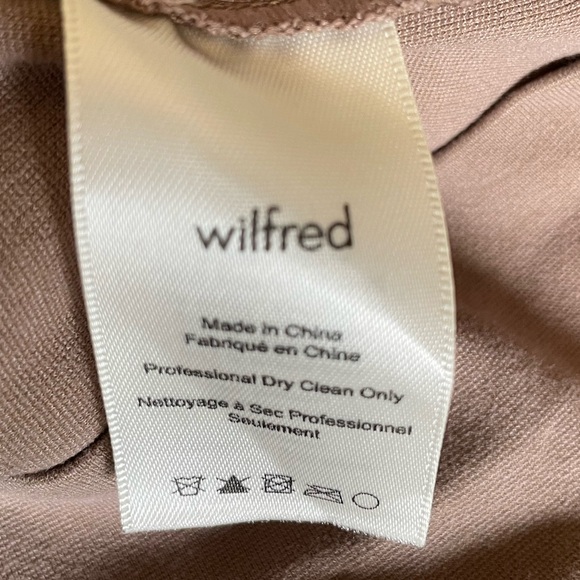 wilfred
Made in China
Fabriqué en Chine
Professional Dry Clean Only
Nettoyage à Sec Professionnel
Seulement